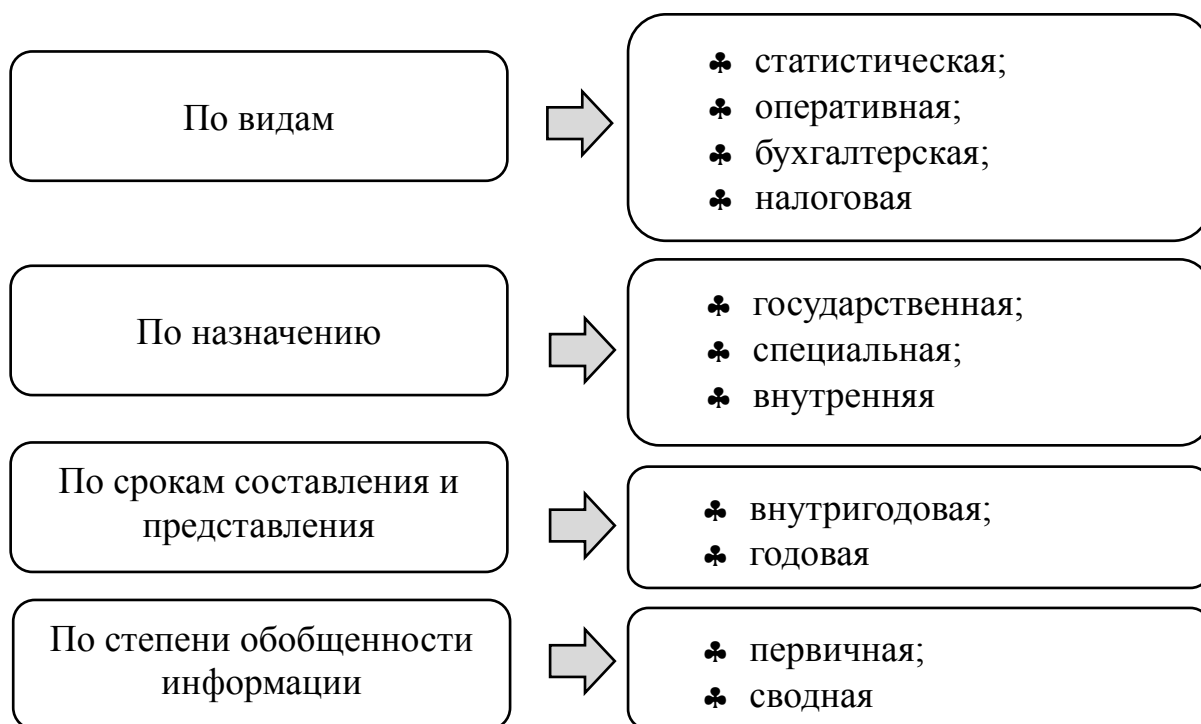 По видам
♣ статистическая;
♣ оперативная;
♣ бухгалтерская;
♣ налоговая
По назначению
♣ государственная;
♣ специальная;
♣ внутренняя
По срокам составления и
представления
♣ внутригодовая;
♣ годовая
По степени обобщенности
информации
♣ первичная;
♣ сводная